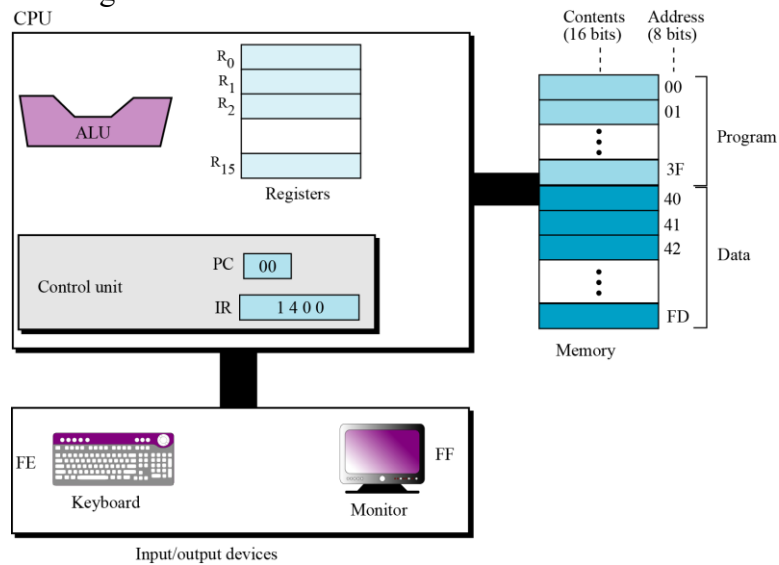 CPU
Contents Address
(16 bits) (8 bits)
R0
R1
R2
R15
Registers
ALU
00
01
3F
Program
40
41
42
FD
Data
Memory
Control unit
PC 00
IR 1 4 0 0
FE
Keyboard
FF
Monitor
Input/output devices